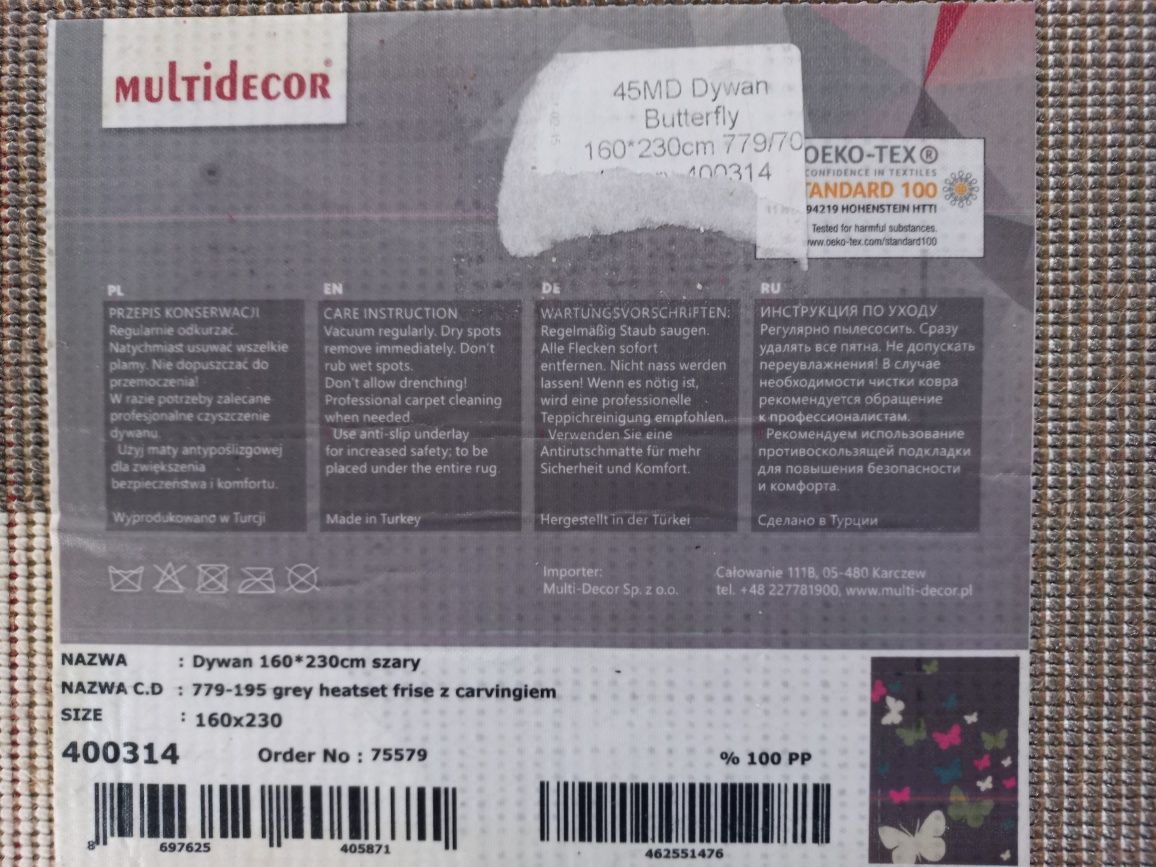 MULTIDECOR®
45MD Dywan
Butterfly
160*230cm 779/70
400314
OEKO-TEX®
CONFIDENCE IN TEXTILES
TANDARD 100
94219 HOHENSTEIN HTTI
Tested for harmful substances.
www.oeko-tex.com/standard100
PL
PRZEPIS KONSERWACJI
Regularnie odkurzać.
Natychmiast usuwać wszelkie
plamy. Nie dopuszczać do
przemoczenia!
W razie potrzeby zalecane
profesjonalne czyszczenie
dywanu.
Użyj maty antypoślizgowej
dla zwiększenia
bezpieczeństwa i komfortu.
Wyprodukowano w Turcji
EN
CARE INSTRUCTION
Vacuum regularly. Dry spots
remove immediately. Don't
rub wet spots.
Don't allow drenching!
Professional carpet cleaning
when needed.
Use anti-slip underlay
for increased safety; to be
placed under the entire rug.
Made in Turkey
DE
WARTUNGSVORSCHRIFTEN:
Regelmäßig Staub saugen.
Alle Flecken sofort
entfernen. Nicht nass werden
lassen! Wenn es nötig ist,
wird eine professionelle
Teppichreinigung empfohlen.
Verwenden Sie eine
Antirutschmatte für mehr
Sicherheit und Komfort.
Hergestellt in der Türkei
RU
ИНСТРУКЦИЯ ПО УХОДУ
Регулярно пылесосить. Сразу
удалять все пятна. Не допускать
переувлажнения! В случае
необходимости чистки ковра
рекомендуется обращение
к профессионалистам.
Рекомендуем использование
противоскользящей подкладки
для повышения безопасности
и комфорта.
Сделано в Турции
Importer:
Multi-Decor Sp. z o.o.
Całowanie 111B, 05-480 Karczew
tel. +48 227781900, www.multi-decor.pl
NAZWA : Dywan 160*230cm szary
NAZWA C.D : 779-195 grey heatset frise z carvingiem
SIZE : 160x230
400314 Order No : 75579 % 100 PP
8 697625 405871
462551476